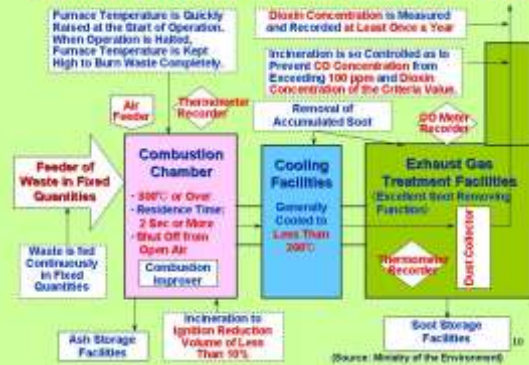 Furnace Temperature is Quickly
Raised at the Start of Operation.
When Operation is Halted,
Furnace Temperature is Kept
High to Burn Waste Completely.
Dioxin Concentration is Measured
and Recorded at Least Once a Year
Incineration is so Controlled as to
Prevent CO Concentration from
Exceeding 100 ppm and Dioxin
Concentration of the Criteria Value.
Air
Feeder
Thermometer
Recorder
Removal of
Accumulated Soot
CO Meter
Recorder
Feeder of
Waste in Fixed
Quantities
Combustion
Chamber
・800℃ or Over
・Residence Time:
2 Sec or More
・Shut Off from
Open Air
Combustion
Improver
Cooling
Facilities
Generally
Cooled to
Less Than
200℃
Exhaust Gas
Treatment Facilities
(Excellent Soot Removing
Function)
Thermometer
Recorder
Dust Collector
Waste is fed
Continuously
in Fixed
Quantities
Ash Storage
Facilities
Incineration to
Ignition Reduction
Volume of Less
Than 10%
Soot Storage
Facilities
10
(Source: Ministry of the Environment)